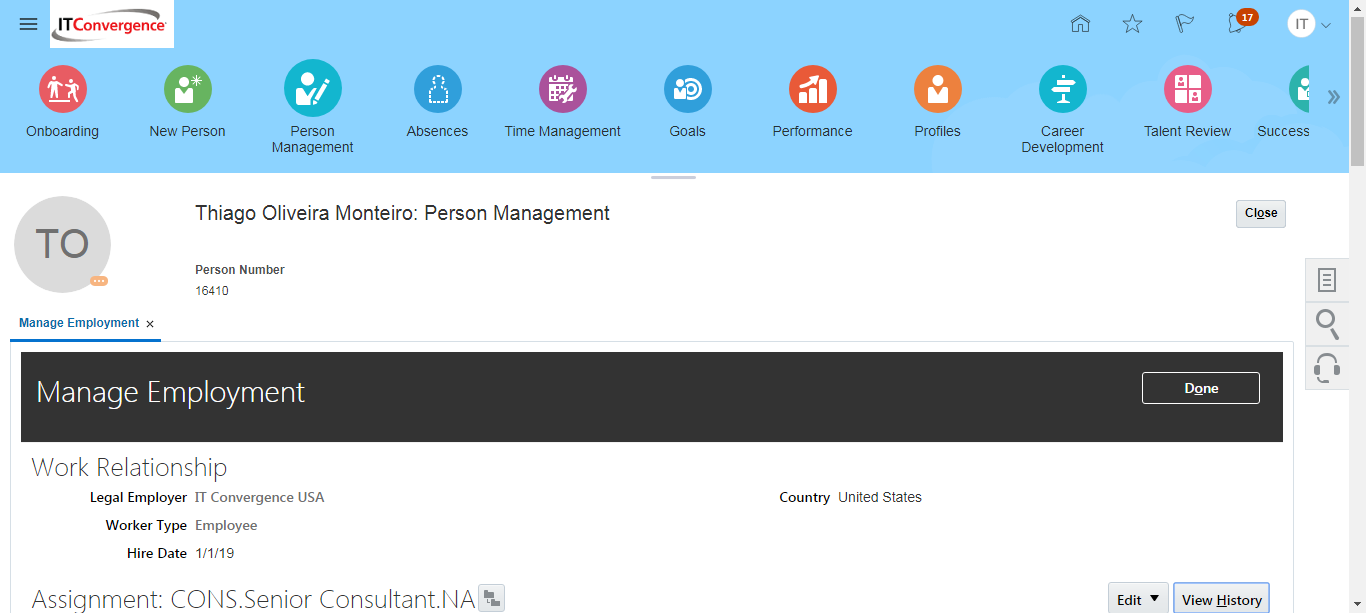 ITConvergence
17
IT
Onboarding
New Person
Person Management
Absences
Time Management
Goals
Performance
Profiles
Career Development
Talent Review
Success
TO
Thiago Oliveira Monteiro: Person Management
Close
Person Number
16410
Manage Employment ×
Manage Employment
Done
Work Relationship
Legal Employer IT Convergence USA
Country United States
Worker Type Employee
Hire Date 1/1/19
Assignment: CONS.Senior Consultant.NA
Edit
View History